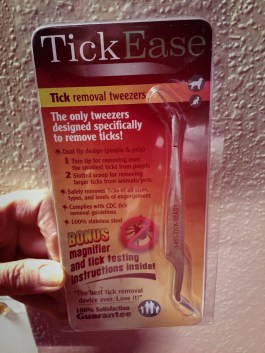 TickEase®
Tick removal tweezers
The only tweezers
designed specifically
to remove ticks!
Dual tip design (people & pets)
1 Thin tip for removing even
the smallest ticks from people
2 Slotted scoop for removing
larger ticks from animals/pets
Safely removes ticks of all sizes,
types, and levels of engorgement
Complies with CDC tick
removal guidelines
100% stainless steel
BONUS
magnifier
and tick testing
instructions inside!
"The best tick removal
device ever. Love it!"
100% Satisfaction
Guarantee